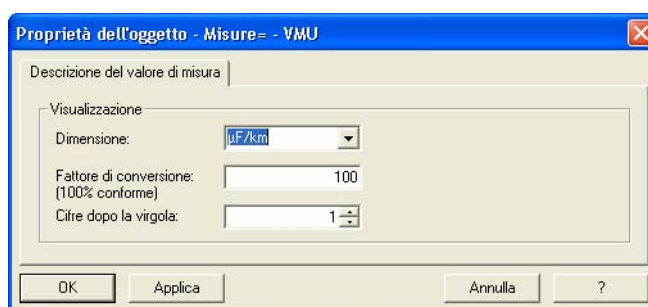 Proprietà dell'oggetto - Misure= - VMU
Descrizione del valore di misura
Visualizzazione
Dimensione: µF/km
Fattore di conversione: 100
(100% conforme)
Cifre dopo la virgola: 1
OK Applica Annulla ?